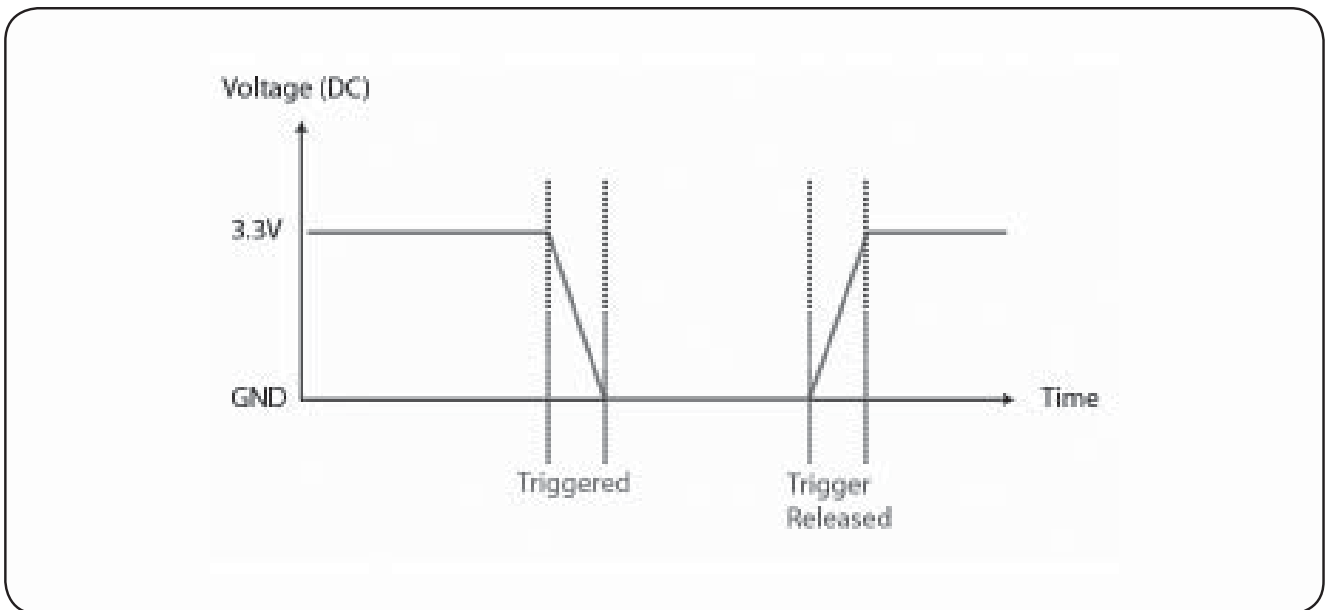 Voltage (DC)
3.3V
GND
Time
Triggered
Trigger
Released